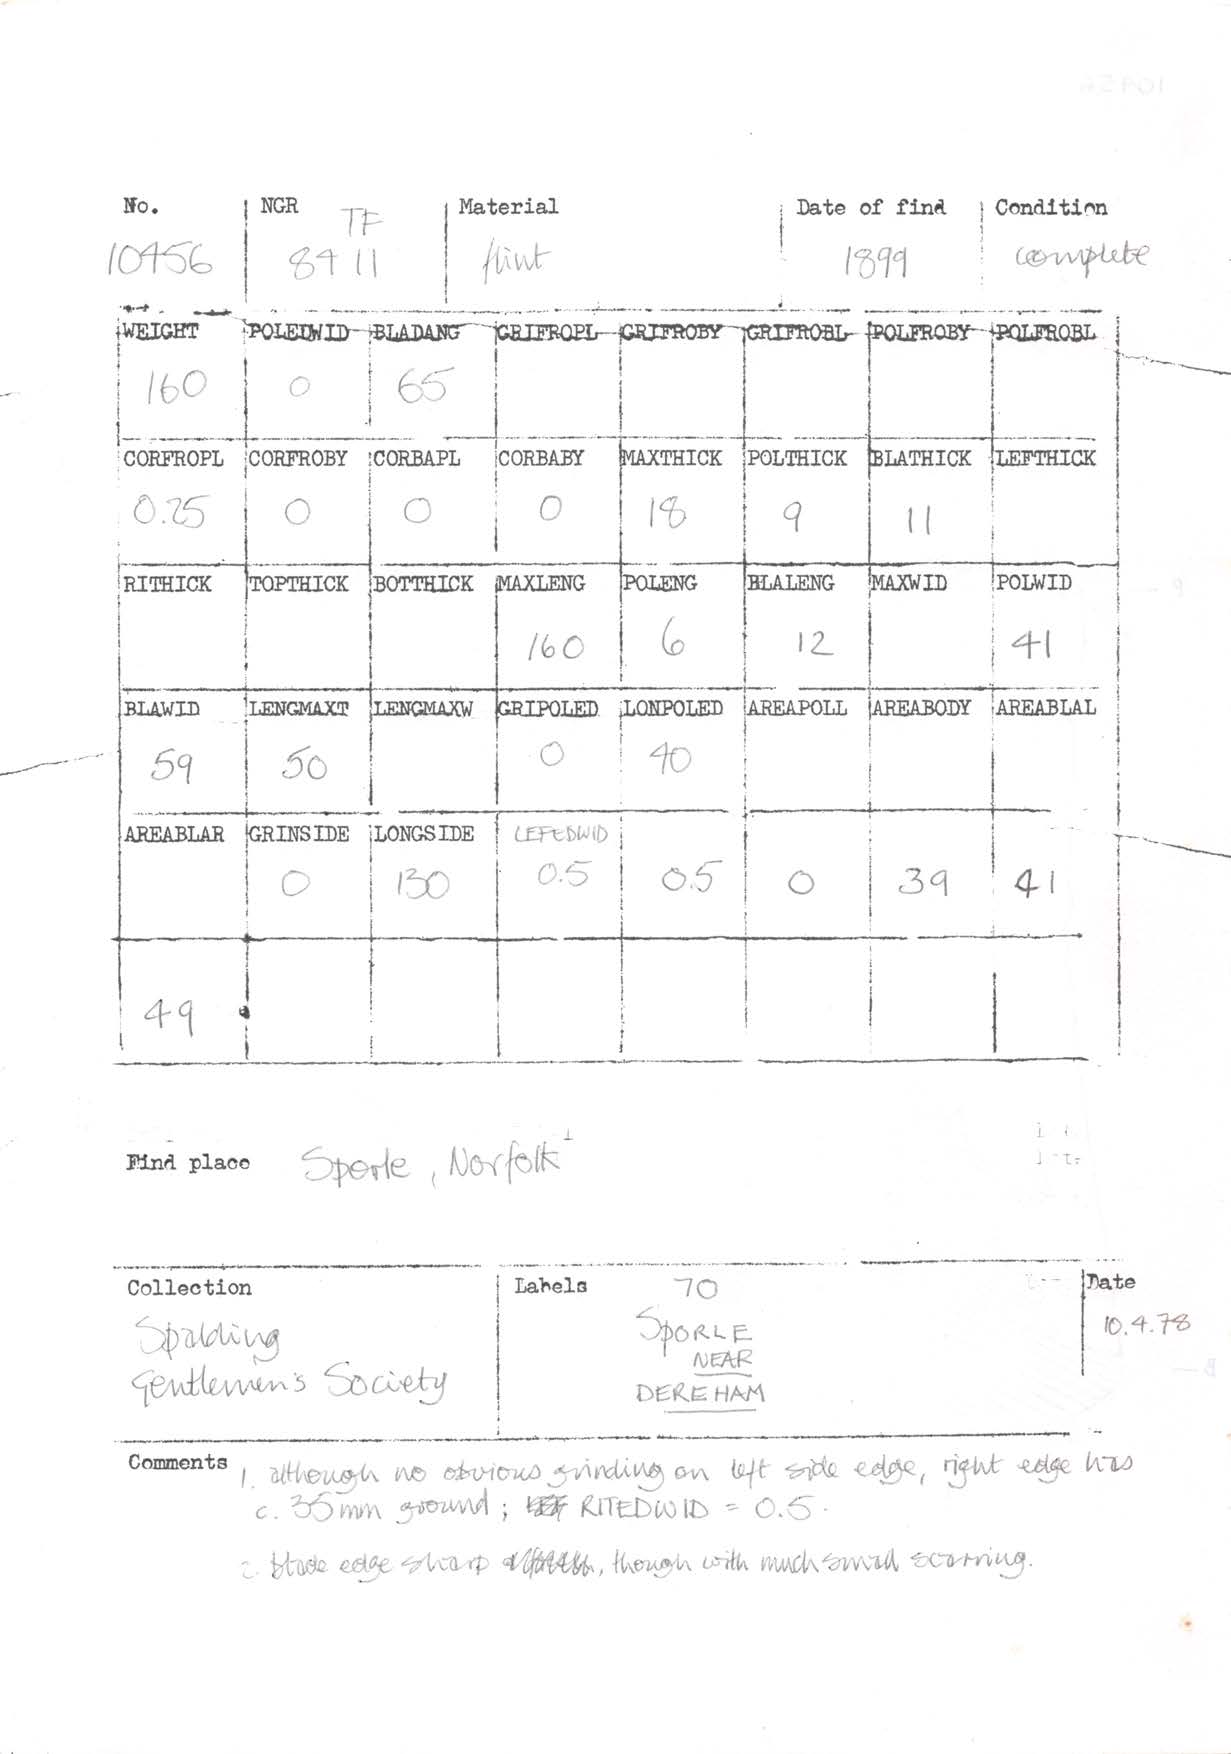 No. NGR Material Date of find Condition
TF
10456 84 11 flint 1899 complete
WEIGHT POLEDWID BLADANG GRIFROPL GRIFROBY GRIFROBL POLFROBY POLFROBL
160 0 65
CORFROPL CORFROBY CORBAPL CORBABY MAXTHICK POLTHICK BLATHICK LEFTHICK
0.25 0 0 0 18 9 11
RITHICK TOPTHICK BOTTHICK MAXLENG POLENG BLALENG MAXWID POLWID
160 6 12 41
BLAWID LENGMAXT LENGMAXW GRIPOLED LONPOLED AREAPOLL AREABODY AREABLAL
59 50 0 40
AREABLAR GRINSIDE LONGSIDE LEFEDWID
0 130 0.5 0.5 0 39 41
49
Find place Sporle, Norfolk
Collection Labels 70 Date
Spalding SPORLE 10.4.78
NEAR
Gentlemen's Society DEREHAM
Comments 1. although no obvious grinding on left side edge, right edge has
c. 35mm ground; RITEDWID = 0.5.
2. blade edge sharp, though with much small scarring.